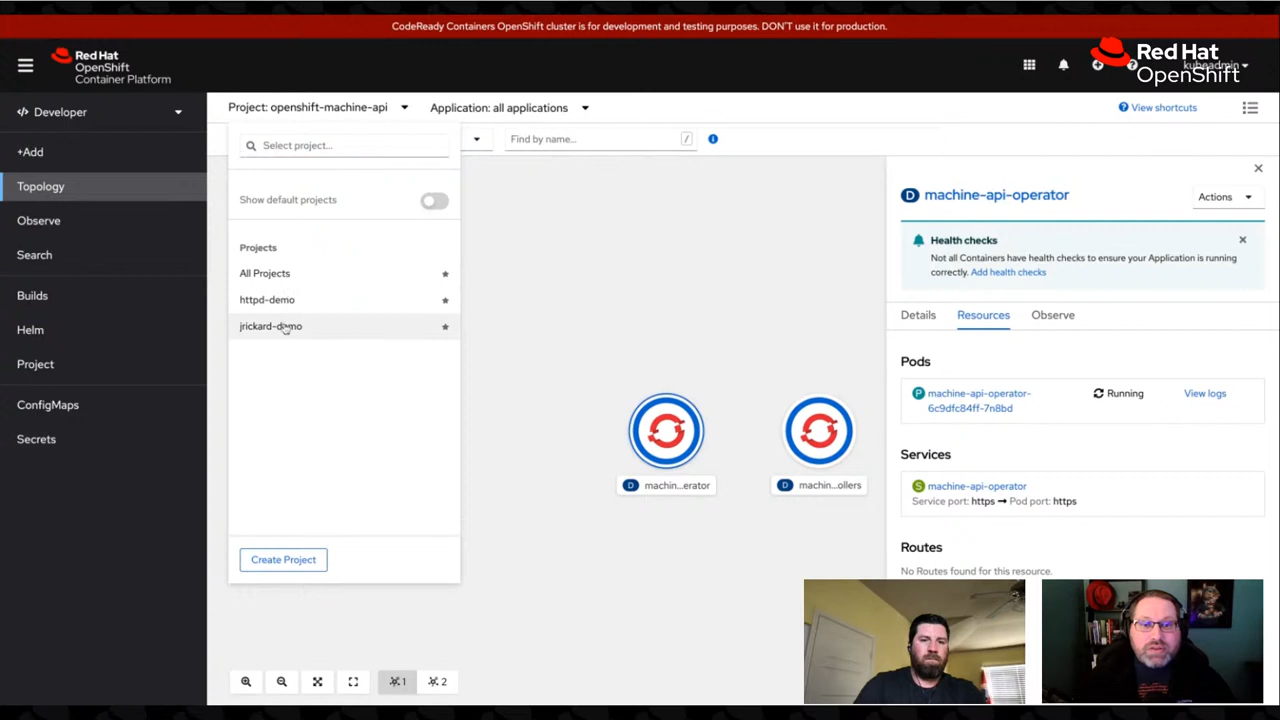 CodeReady Containers OpenShift cluster is for development and testing purposes. DON'T use it for production.
Red Hat
OpenShift
Container Platform
Red Hat
OpenShift
kubeadmin
Developer
+Add
Topology
Observe
Search
Builds
Helm
Project
ConfigMaps
Secrets
Project: openshift-machine-api
Application: all applications
View shortcuts
Select project...
Find by name...
/
Show default projects
Projects
All Projects
httpd-demo
jrickard-demo
Create Project
D machin...erator
D machin...ollers
1
2
D machine-api-operator
Actions
Health checks
Not all Containers have health checks to ensure your Application is running
correctly. Add health checks
Details
Resources
Observe
Pods
P machine-api-operator-
6c9dfc84ff-7n8bd
Running
View logs
Services
S machine-api-operator
Service port: https ➞ Pod port: https
Routes
No Routes found for this resource.